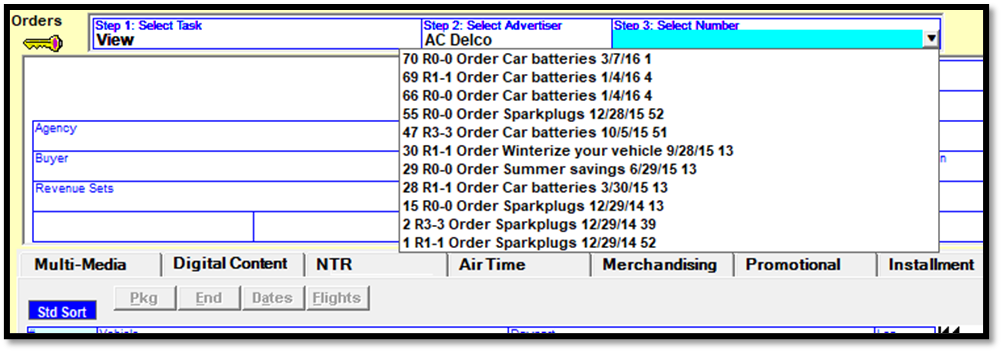 Orders
Step 1: Select Task Step 2: Select Advertiser Step 3: Select Number
View AC Delco
70 R0-0 Order Car batteries 3/7/16 1
69 R1-1 Order Car batteries 1/4/16 4
66 R0-0 Order Car batteries 1/4/16 4
55 R0-0 Order Sparkplugs 12/28/15 52
Agency
47 R3-3 Order Car batteries 10/5/15 51
30 R1-1 Order Winterize your vehicle 9/28/15 13
Buyer
29 R0-0 Order Summer savings 6/29/15 13
Revenue Sets
28 R1-1 Order Car batteries 3/30/15 13
15 R0-0 Order Sparkplugs 12/29/14 13
2 R3-3 Order Sparkplugs 12/29/14 39
1 R1-1 Order Sparkplugs 12/29/14 52
Multi-Media Digital Content NTR Air Time Merchandising Promotional Installment
Std Sort Pkg End Dates Flights
Vehicle Daypart